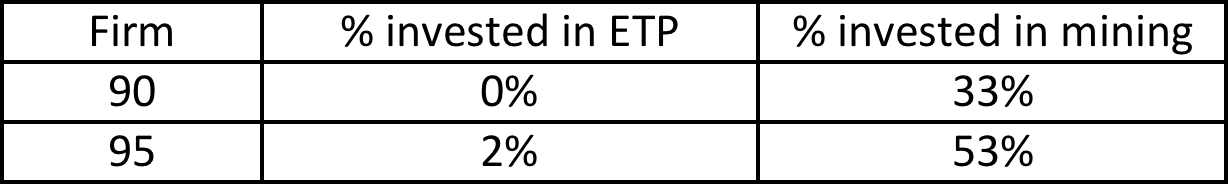 Firm % invested in ETP % invested in mining
90 0% 33%
95 2% 53%